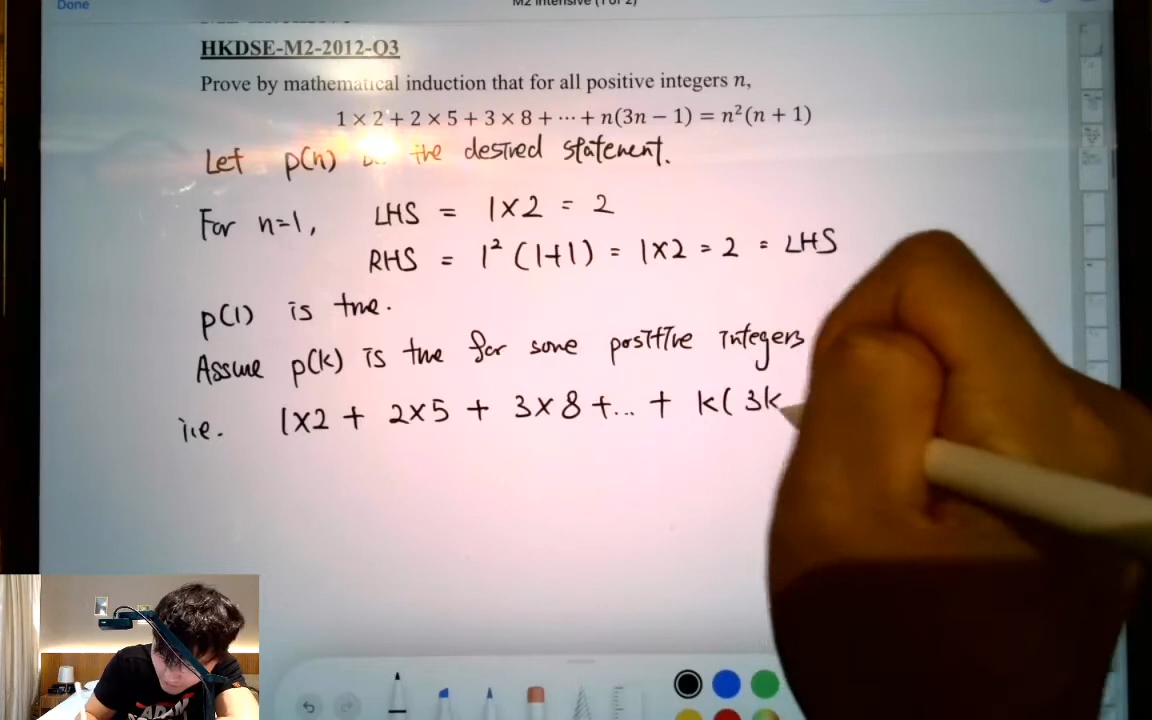 Done
M2 Intensive (1 of 2)
HKDSE-M2-2012-Q3
Prove by mathematical induction that for all positive integers n,
1 × 2 + 2 × 5 + 3 × 8 + ⋯ + n(3n − 1) = n²(n + 1)
Let p(n) the desired statement.
For n=1, LHS = 1×2 = 2
RHS = 1² (1+1) = 1×2 = 2 = LHS
p(1) is true.
Assume p(k) is true for some positive integers
i.e. 1×2 + 2×5 + 3×8 +... + k( 3k